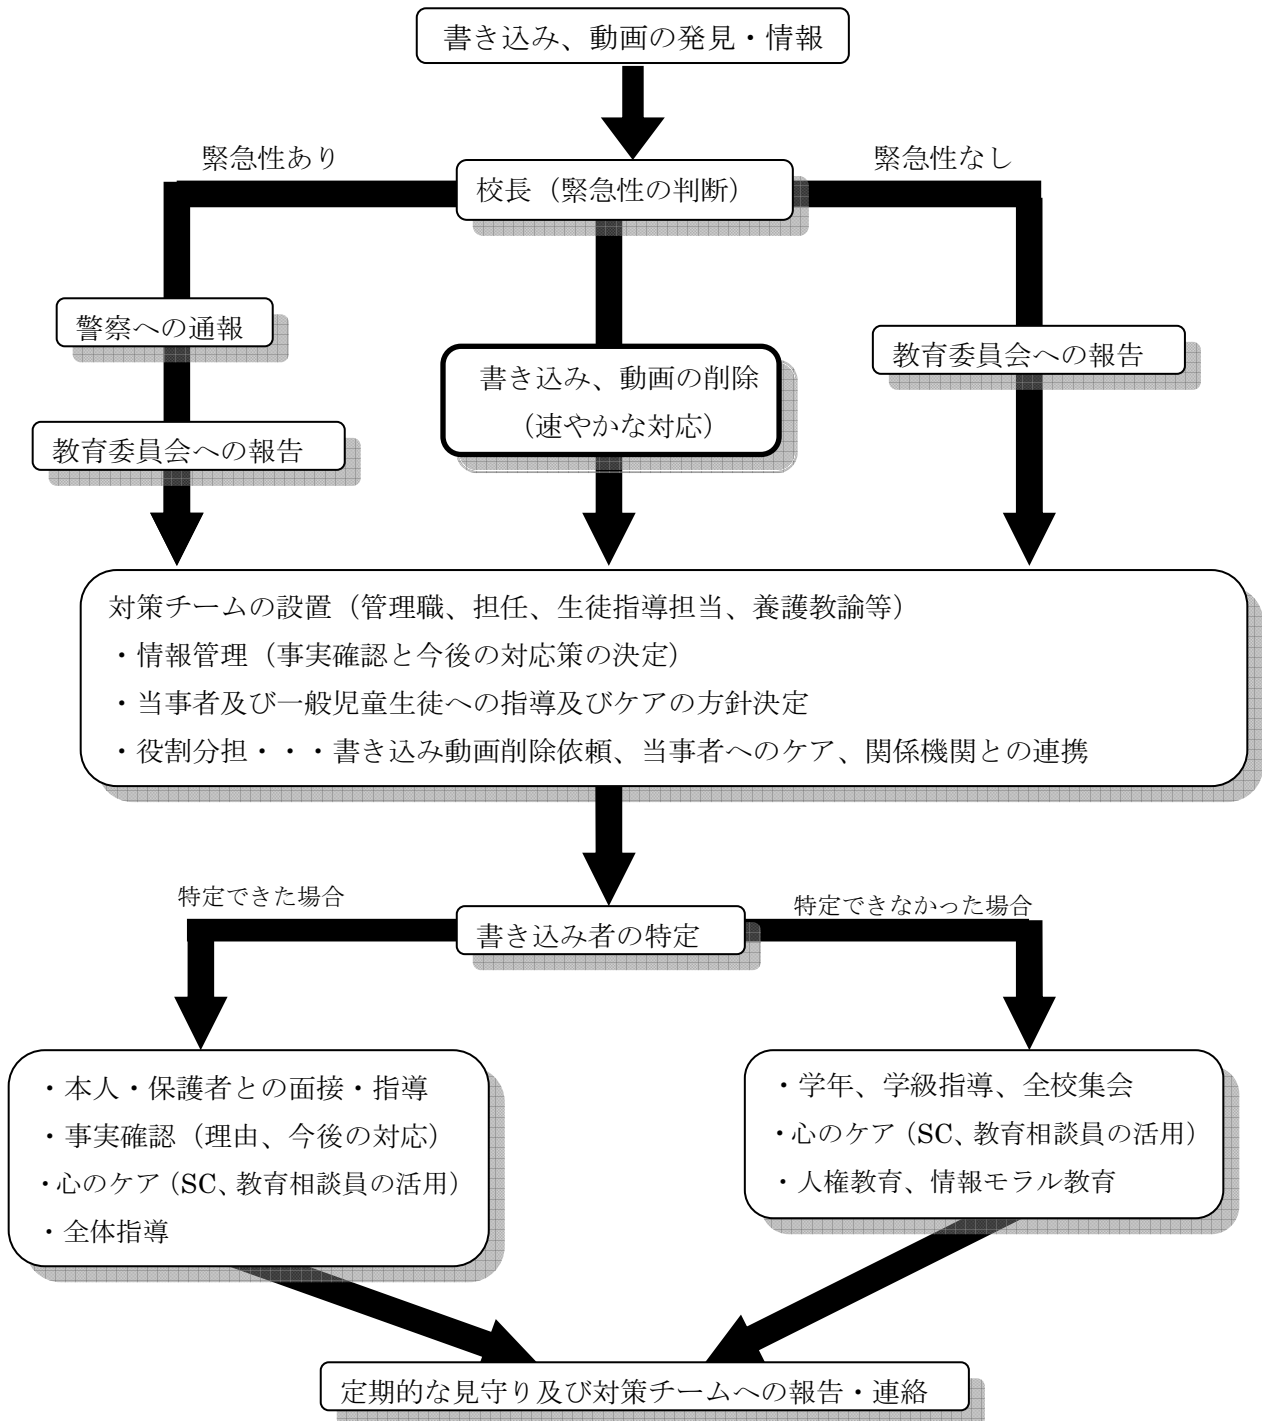 書き込み、動画の発見・情報
緊急性あり
緊急性なし
校長（緊急性の判断）
警察への通報
教育委員会への報告
書き込み、動画の削除
（速やかな対応）
教育委員会への報告
対策チームの設置（管理職、担任、生徒指導担当、養護教諭等）
・情報管理（事実確認と今後の対応策の決定）
・当事者及び一般児童生徒への指導及びケアの方針決定
・役割分担・・・書き込み動画削除依頼、当事者へのケア、関係機関との連携
特定できた場合
特定できなかった場合
書き込み者の特定
・本人・保護者との面接・指導
・事実確認（理由、今後の対応）
・心のケア（SC、教育相談員の活用）
・全体指導
・学年、学級指導、全校集会
・心のケア（SC、教育相談員の活用）
・人権教育、情報モラル教育
定期的な見守り及び対策チームへの報告・連絡